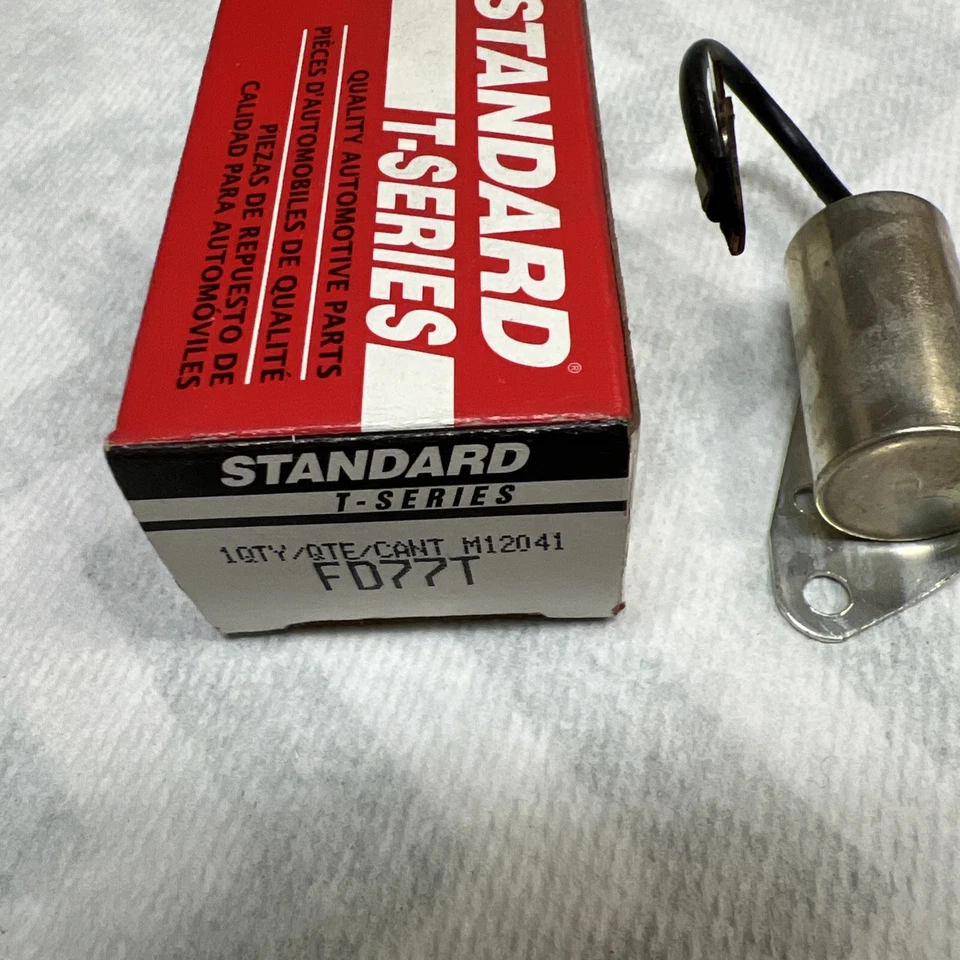 STANDARD®
T-SERIES
QUALITY AUTOMOTIVE PARTS
PIÈCES D'AUTOMOBILES DE QUALITÉ
PIEZAS DE REPUESTO DE
CALIDAD PARA AUTOMÓVILES
STANDARD
T-SERIES
1QTY/QTE/CANT M12041
FD77T